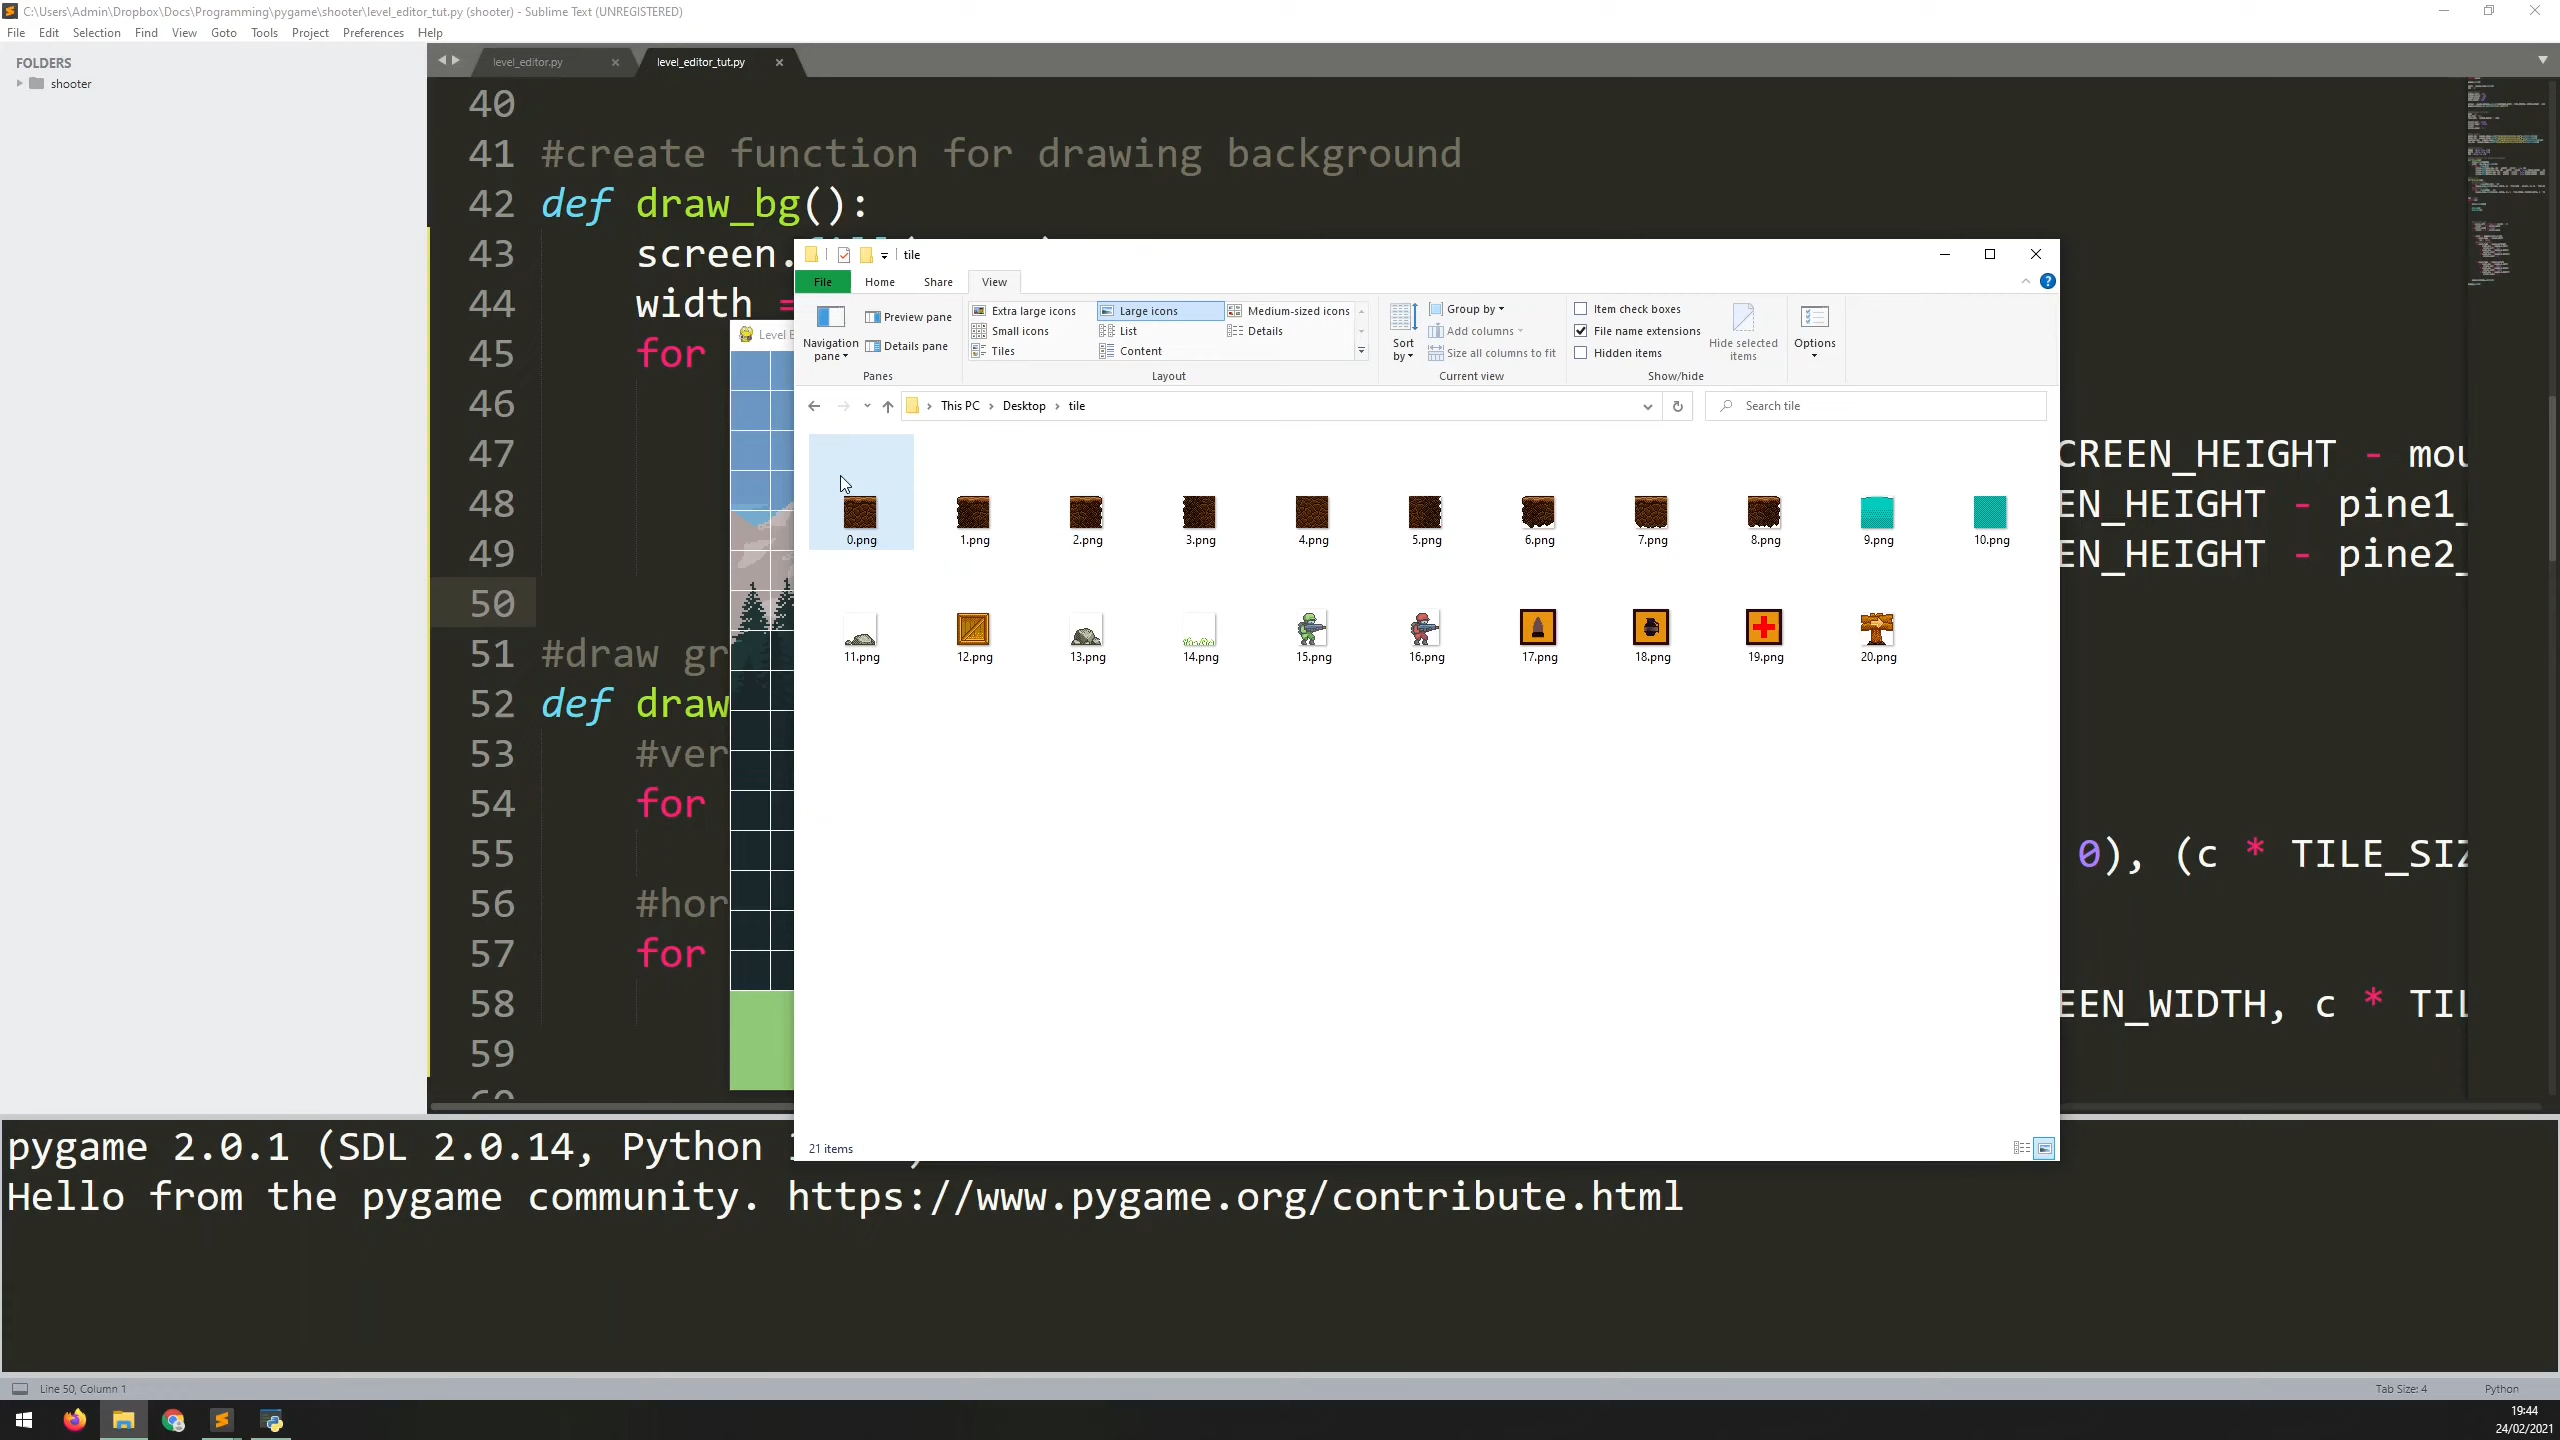 C:\Users\Admin\Dropbox\Docs\Programming\pygame\shooter\level_editor_tut.py (shooter) - Sublime Text (UNREGISTERED)
File Edit Selection Find View Goto Tools Project Preferences Help
FOLDERS
shooter
level_editor.py
level_editor_tut.py
40
41 #create function for drawing background
42 def draw_bg():
43 screen.
44 width =
45 for
46
47 CREEN_HEIGHT - mou
48 EN_HEIGHT - pine1_
49 EN_HEIGHT - pine2_
50
51 #draw gr
52 def draw
53 #ver
54 for
55 0), (c * TILE_SIZ
56 #hor
57 for
58 EEN_WIDTH, c * TIL
59
Level E
tile
File Home Share View
Navigation pane
Preview pane
Details pane
Panes
Extra large icons Large icons Medium-sized icons
Small icons List Details
Tiles Content
Layout
Sort by
Group by
Add columns
Size all columns to fit
Current view
Item check boxes
File name extensions
Hidden items
Hide selected items
Show/hide
Options
This PC Desktop tile
Search tile
0.png 1.png 2.png 3.png 4.png 5.png 6.png 7.png 8.png 9.png 10.png
11.png 12.png 13.png 14.png 15.png 16.png 17.png 18.png 19.png 20.png
21 items
pygame 2.0.1 (SDL 2.0.14, Python
Hello from the pygame community. https://www.pygame.org/contribute.html
Line 50, Column 1
Tab Size: 4
Python
19:44
24/02/2021